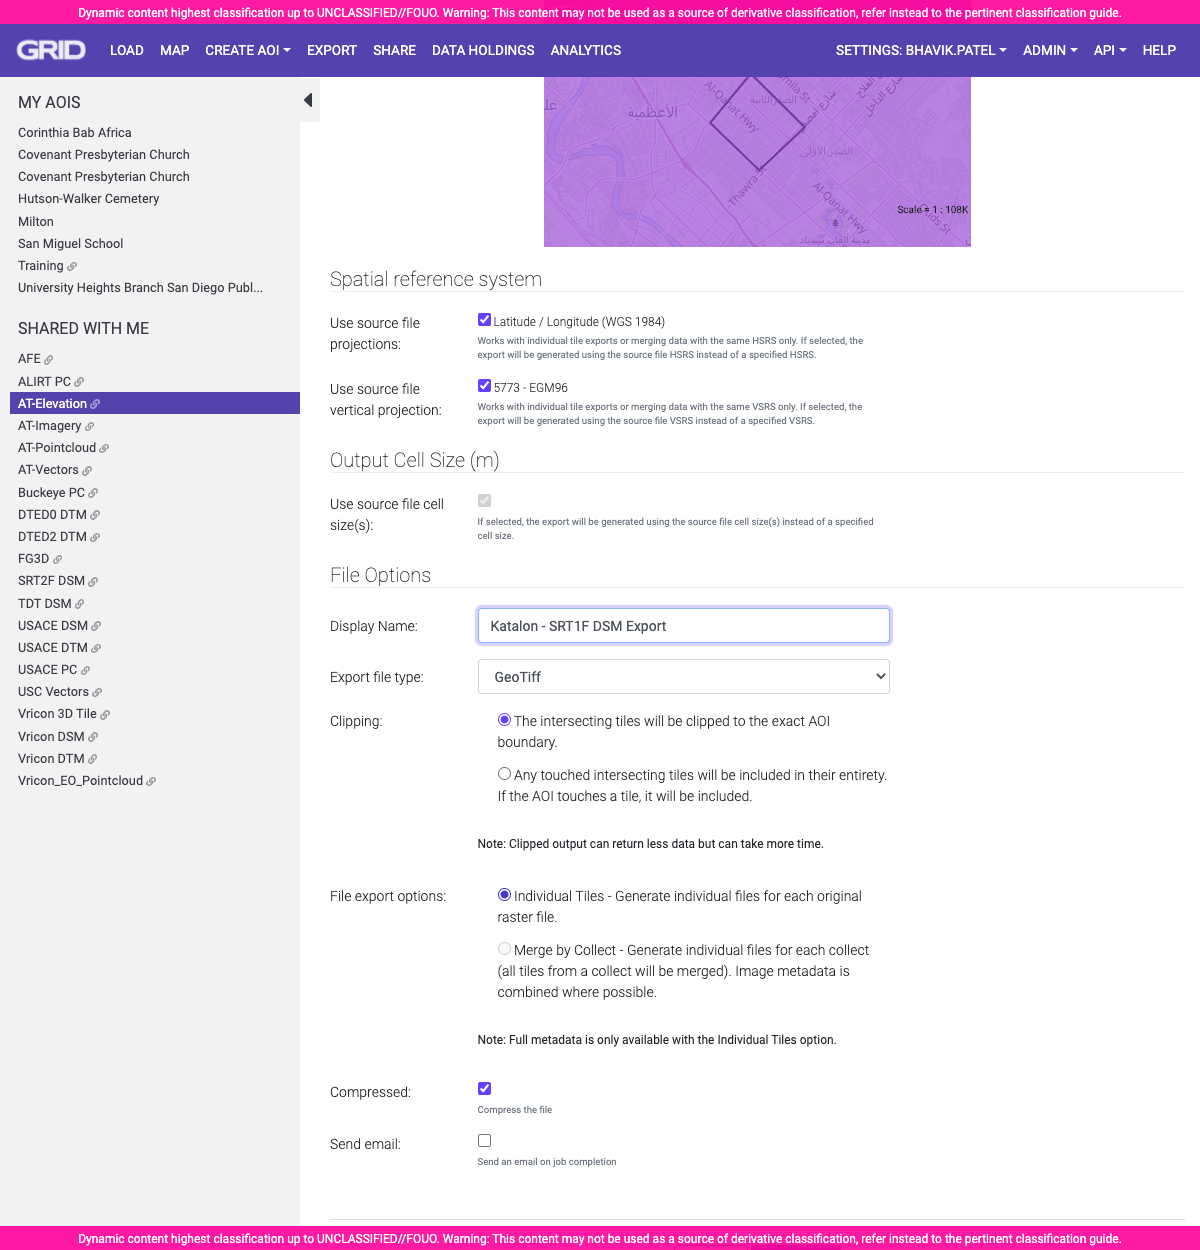 Dynamic content highest classification up to UNCLASSIFIED//FOUO. Warning: This content may not be used as a source of derivative classification, refer instead to the pertinent classification guide.
GRID LOAD MAP CREATE AOI EXPORT SHARE DATA HOLDINGS ANALYTICS SETTINGS: BHAVIK.PATEL ADMIN API HELP
MY AOIS
Corinthia Bab Africa
Covenant Presbyterian Church
Covenant Presbyterian Church
Hutson-Walker Cemetery
Milton
San Miguel School
Training
University Heights Branch San Diego Publ...
SHARED WITH ME
AFE
ALIRT PC
AT-Elevation
AT-Imagery
AT-Pointcloud
AT-Vectors
Buckeye PC
DTED0 DTM
DTED2 DTM
FG3D
SRT2F DSM
TDT DSM
USACE DSM
USACE DTM
USACE PC
USC Vectors
Vricon 3D Tile
Vricon DSM
Vricon DTM
Vricon_EO_Pointcloud
الأعظمية
Al-Qanat Hwy
الصدر الثانية
الصدر الاولى
Thawra St
Al-Qanat Hwy
Scale = 1 : 108K
Spatial reference system
Use source file projections:
Latitude / Longitude (WGS 1984)
Works with individual tile exports or merging data with the same HSRS only. If selected, the
export will be generated using the source file HSRS instead of a specified HSRS.
Use source file vertical projection:
5773 - EGM96
Works with individual tile exports or merging data with the same VSRS only. If selected, the
export will be generated using the source file VSRS instead of a specified VSRS.
Output Cell Size (m)
Use source file cell size(s):
If selected, the export will be generated using the source file cell size(s) instead of a specified
cell size.
File Options
Display Name: Katalon - SRT1F DSM Export
Export file type: GeoTiff
Clipping: The intersecting tiles will be clipped to the exact AOI
boundary.
Any touched intersecting tiles will be included in their entirety.
If the AOI touches a tile, it will be included.
Note: Clipped output can return less data but can take more time.
File export options: Individual Tiles - Generate individual files for each original
raster file.
Merge by Collect - Generate individual files for each collect
(all tiles from a collect will be merged). Image metadata is
combined where possible.
Note: Full metadata is only available with the Individual Tiles option.
Compressed:
Compress the file
Send email:
Send an email on job completion
Dynamic content highest classification up to UNCLASSIFIED//FOUO. Warning: This content may not be used as a source of derivative classification, refer instead to the pertinent classification guide.